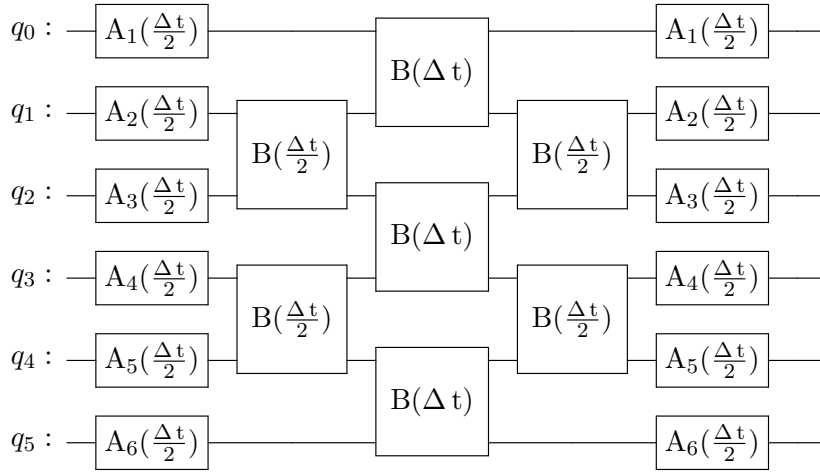 q₀ : A₁(Δt/2) B(Δt) A₁(Δt/2)
q₁ : A₂(Δt/2) B(Δt/2) B(Δt/2) A₂(Δt/2)
q₂ : A₃(Δt/2) B(Δt) A₃(Δt/2)
q₃ : A₄(Δt/2) B(Δt/2) B(Δt/2) A₄(Δt/2)
q₄ : A₅(Δt/2) B(Δt) A₅(Δt/2)
q₅ : A₆(Δt/2) A₆(Δt/2)